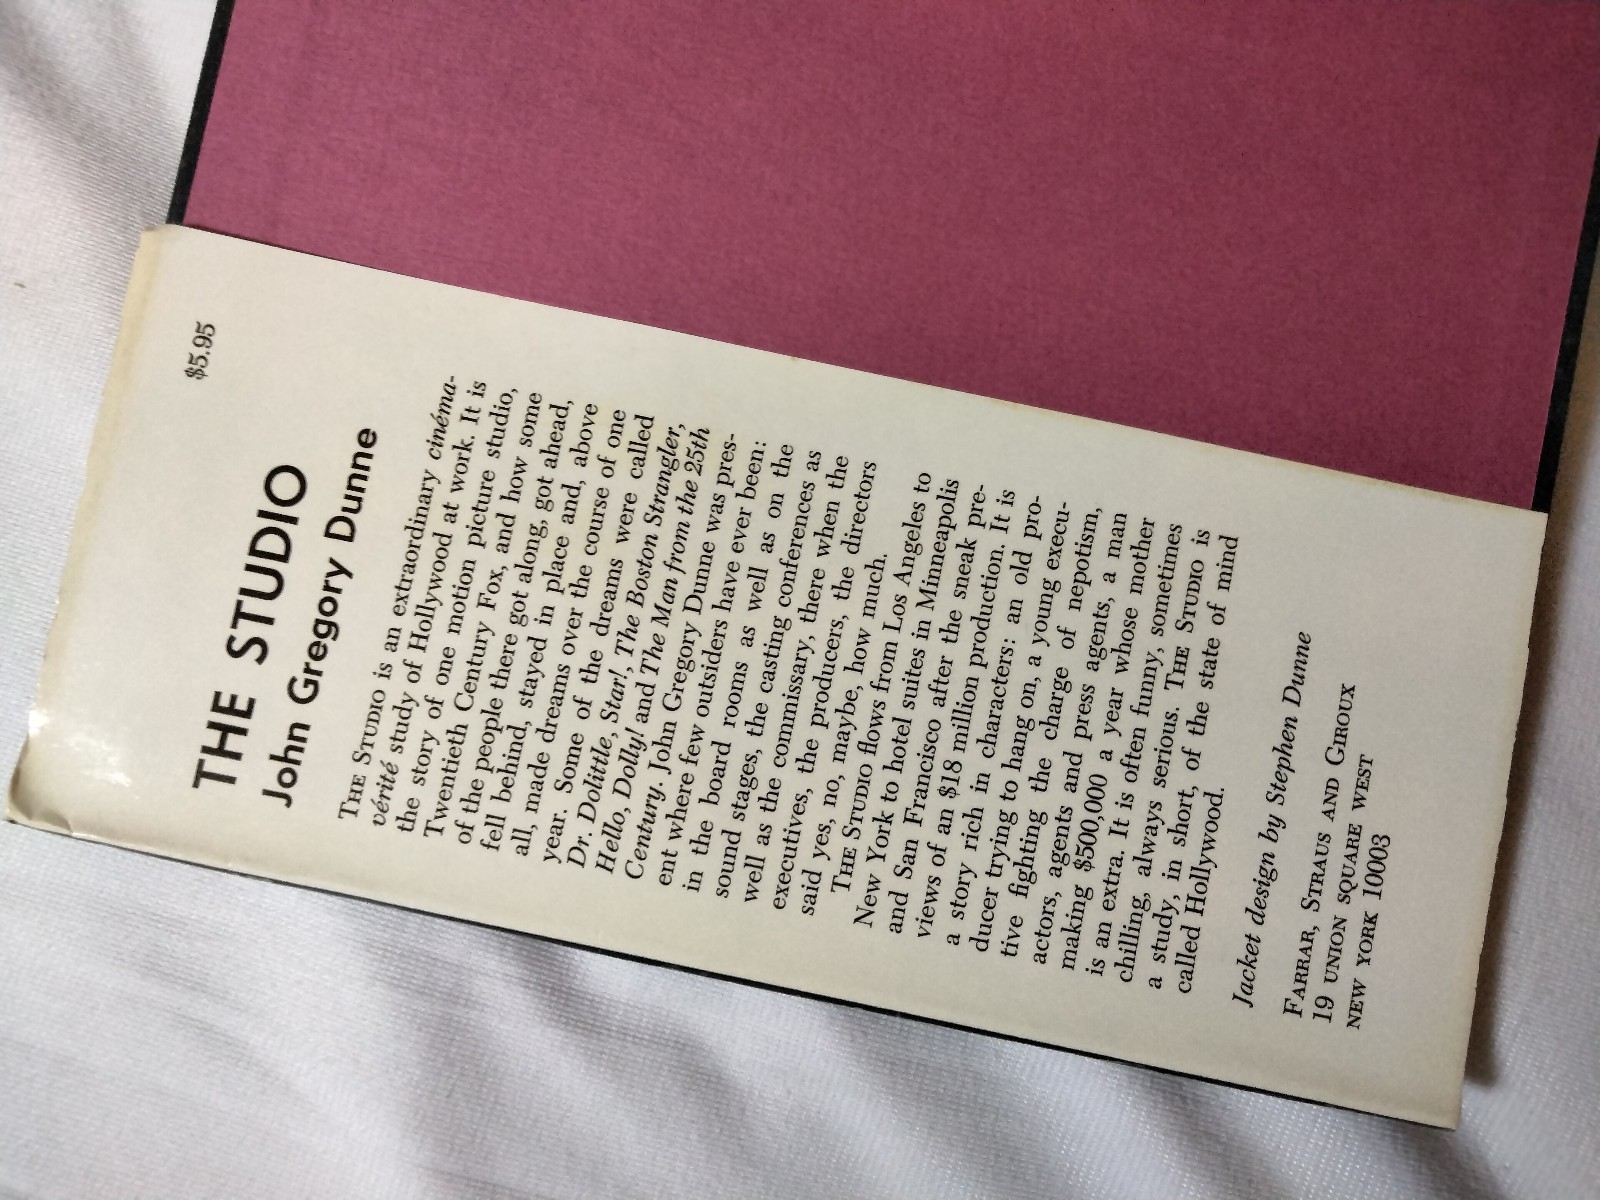 $5.95
THE STUDIO
John Gregory Dunne
THE STUDIO is an extraordinary cinéma-
vérité study of Hollywood at work. It is
the story of one motion picture studio,
Twentieth Century Fox, and how some
of the people there got along, got ahead,
fell behind, stayed in place and, above
all, made dreams over the course of one
year. Some of the dreams were called
Dr. Dolittle, Star!, The Boston Strangler,
Hello, Dolly! and The Man from the 25th
Century. John Gregory Dunne was pres-
ent where few outsiders have ever been:
in the board rooms as well as on the
sound stages, the casting conferences as
well as the commissary, there when the
executives, the producers, the directors
said yes, no, maybe, how much.
THE STUDIO flows from Los Angeles to
New York to hotel suites in Minneapolis
and San Francisco after the sneak pre-
views of an $18 million production. It is
a story rich in characters: an old pro-
ducer trying to hang on, a young execu-
tive fighting the charge of nepotism,
actors, agents and press agents, a man
making $500,000 a year whose mother
is an extra. It is often funny, sometimes
chilling, always serious. THE STUDIO is
a study, in short, of the state of mind
called Hollywood.
Jacket design by Stephen Dunne
FARRAR, STRAUS AND GIROUX
19 UNION SQUARE WEST
NEW YORK 10003